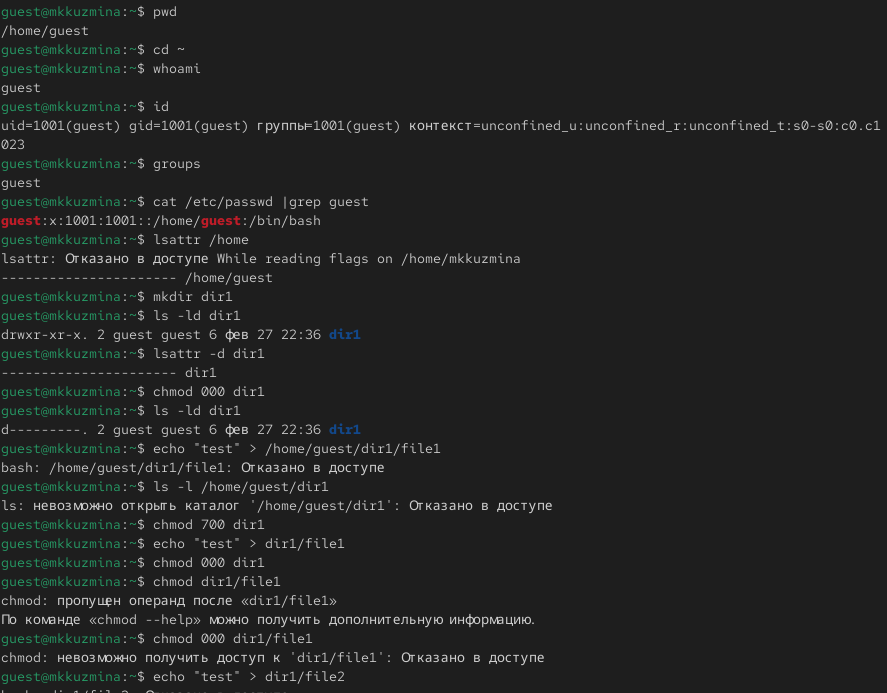 guest@mkkuzmina:~$ pwd
/home/guest
guest@mkkuzmina:~$ cd ~
guest@mkkuzmina:~$ whoami
guest
guest@mkkuzmina:~$ id
uid=1001(guest) gid=1001(guest) группы=1001(guest) контекст=unconfined_u:unconfined_r:unconfined_t:s0-s0:c0.c1
023
guest@mkkuzmina:~$ groups
guest
guest@mkkuzmina:~$ cat /etc/passwd |grep guest
guest:x:1001:1001::/home/guest:/bin/bash
guest@mkkuzmina:~$ lsattr /home
lsattr: Отказано в доступе While reading flags on /home/mkkuzmina
---------------------- /home/guest
guest@mkkuzmina:~$ mkdir dir1
guest@mkkuzmina:~$ ls -ld dir1
drwxr-xr-x. 2 guest guest 6 фев 27 22:36 dir1
guest@mkkuzmina:~$ lsattr -d dir1
---------------------- dir1
guest@mkkuzmina:~$ chmod 000 dir1
guest@mkkuzmina:~$ ls -ld dir1
d---------. 2 guest guest 6 фев 27 22:36 dir1
guest@mkkuzmina:~$ echo "test" > /home/guest/dir1/file1
bash: /home/guest/dir1/file1: Отказано в доступе
guest@mkkuzmina:~$ ls -l /home/guest/dir1
ls: невозможно открыть каталог '/home/guest/dir1': Отказано в доступе
guest@mkkuzmina:~$ chmod 700 dir1
guest@mkkuzmina:~$ echo "test" > dir1/file1
guest@mkkuzmina:~$ chmod 000 dir1
guest@mkkuzmina:~$ chmod dir1/file1
chmod: пропущен операнд после «dir1/file1»
По команде «chmod --help» можно получить дополнительную информацию.
guest@mkkuzmina:~$ chmod 000 dir1/file1
chmod: невозможно получить доступ к 'dir1/file1': Отказано в доступе
guest@mkkuzmina:~$ echo "test" > dir1/file2